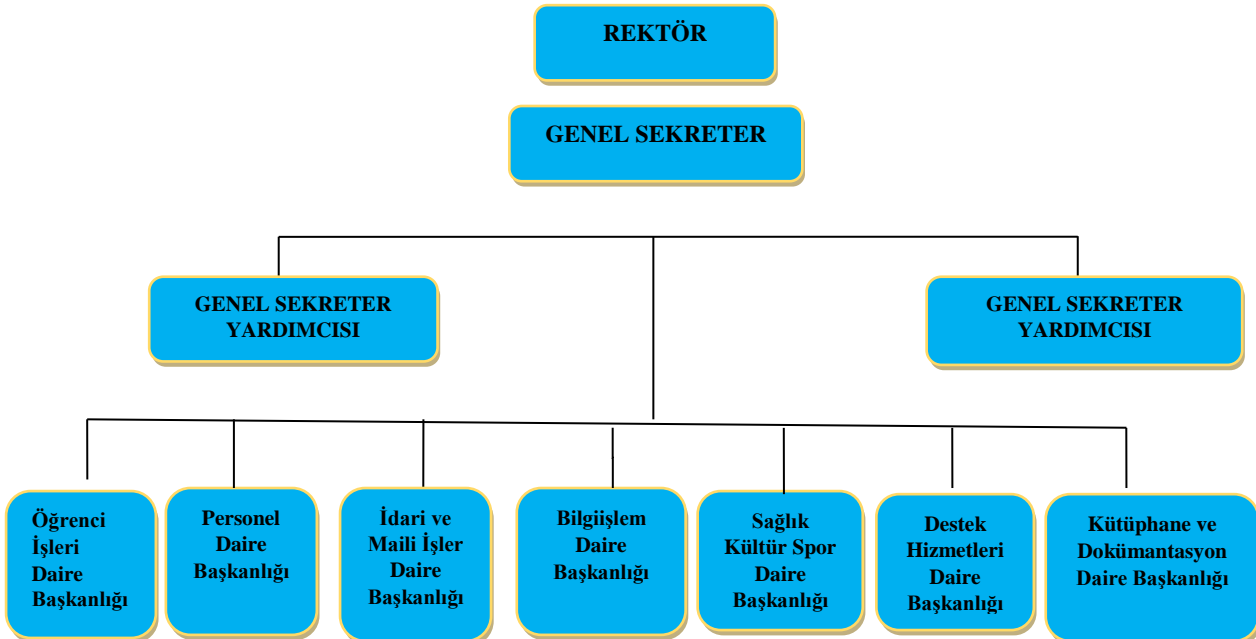 REKTÖR
GENEL SEKRETER
GENEL SEKRETER
YARDIMCISI
GENEL SEKRETER
YARDIMCISI
Öğrenci
İşleri
Daire
Başkanlığı
Personel
Daire
Başkanlığı
İdari ve
Maili İşler
Daire
Başkanlığı
Bilgiişlem
Daire
Başkanlığı
Sağlık
Kültür Spor
Daire
Başkanlığı
Destek
Hizmetleri
Daire
Başkanlığı
Kütüphane ve
Dokümantasyon
Daire Başkanlığı